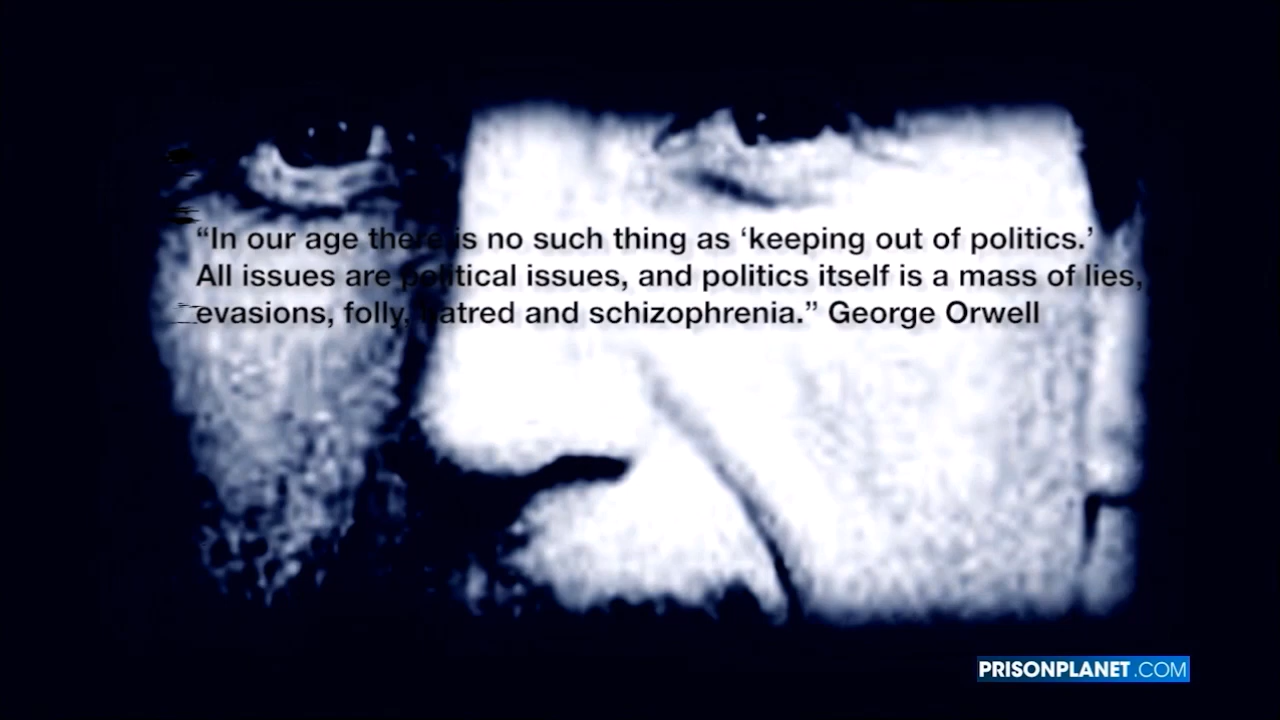 “In our age there is no such thing as ‘keeping out of politics.’
All issues are political issues, and politics itself is a mass of lies,
evasions, folly, hatred and schizophrenia.” George Orwell
PRISONPLANET.COM